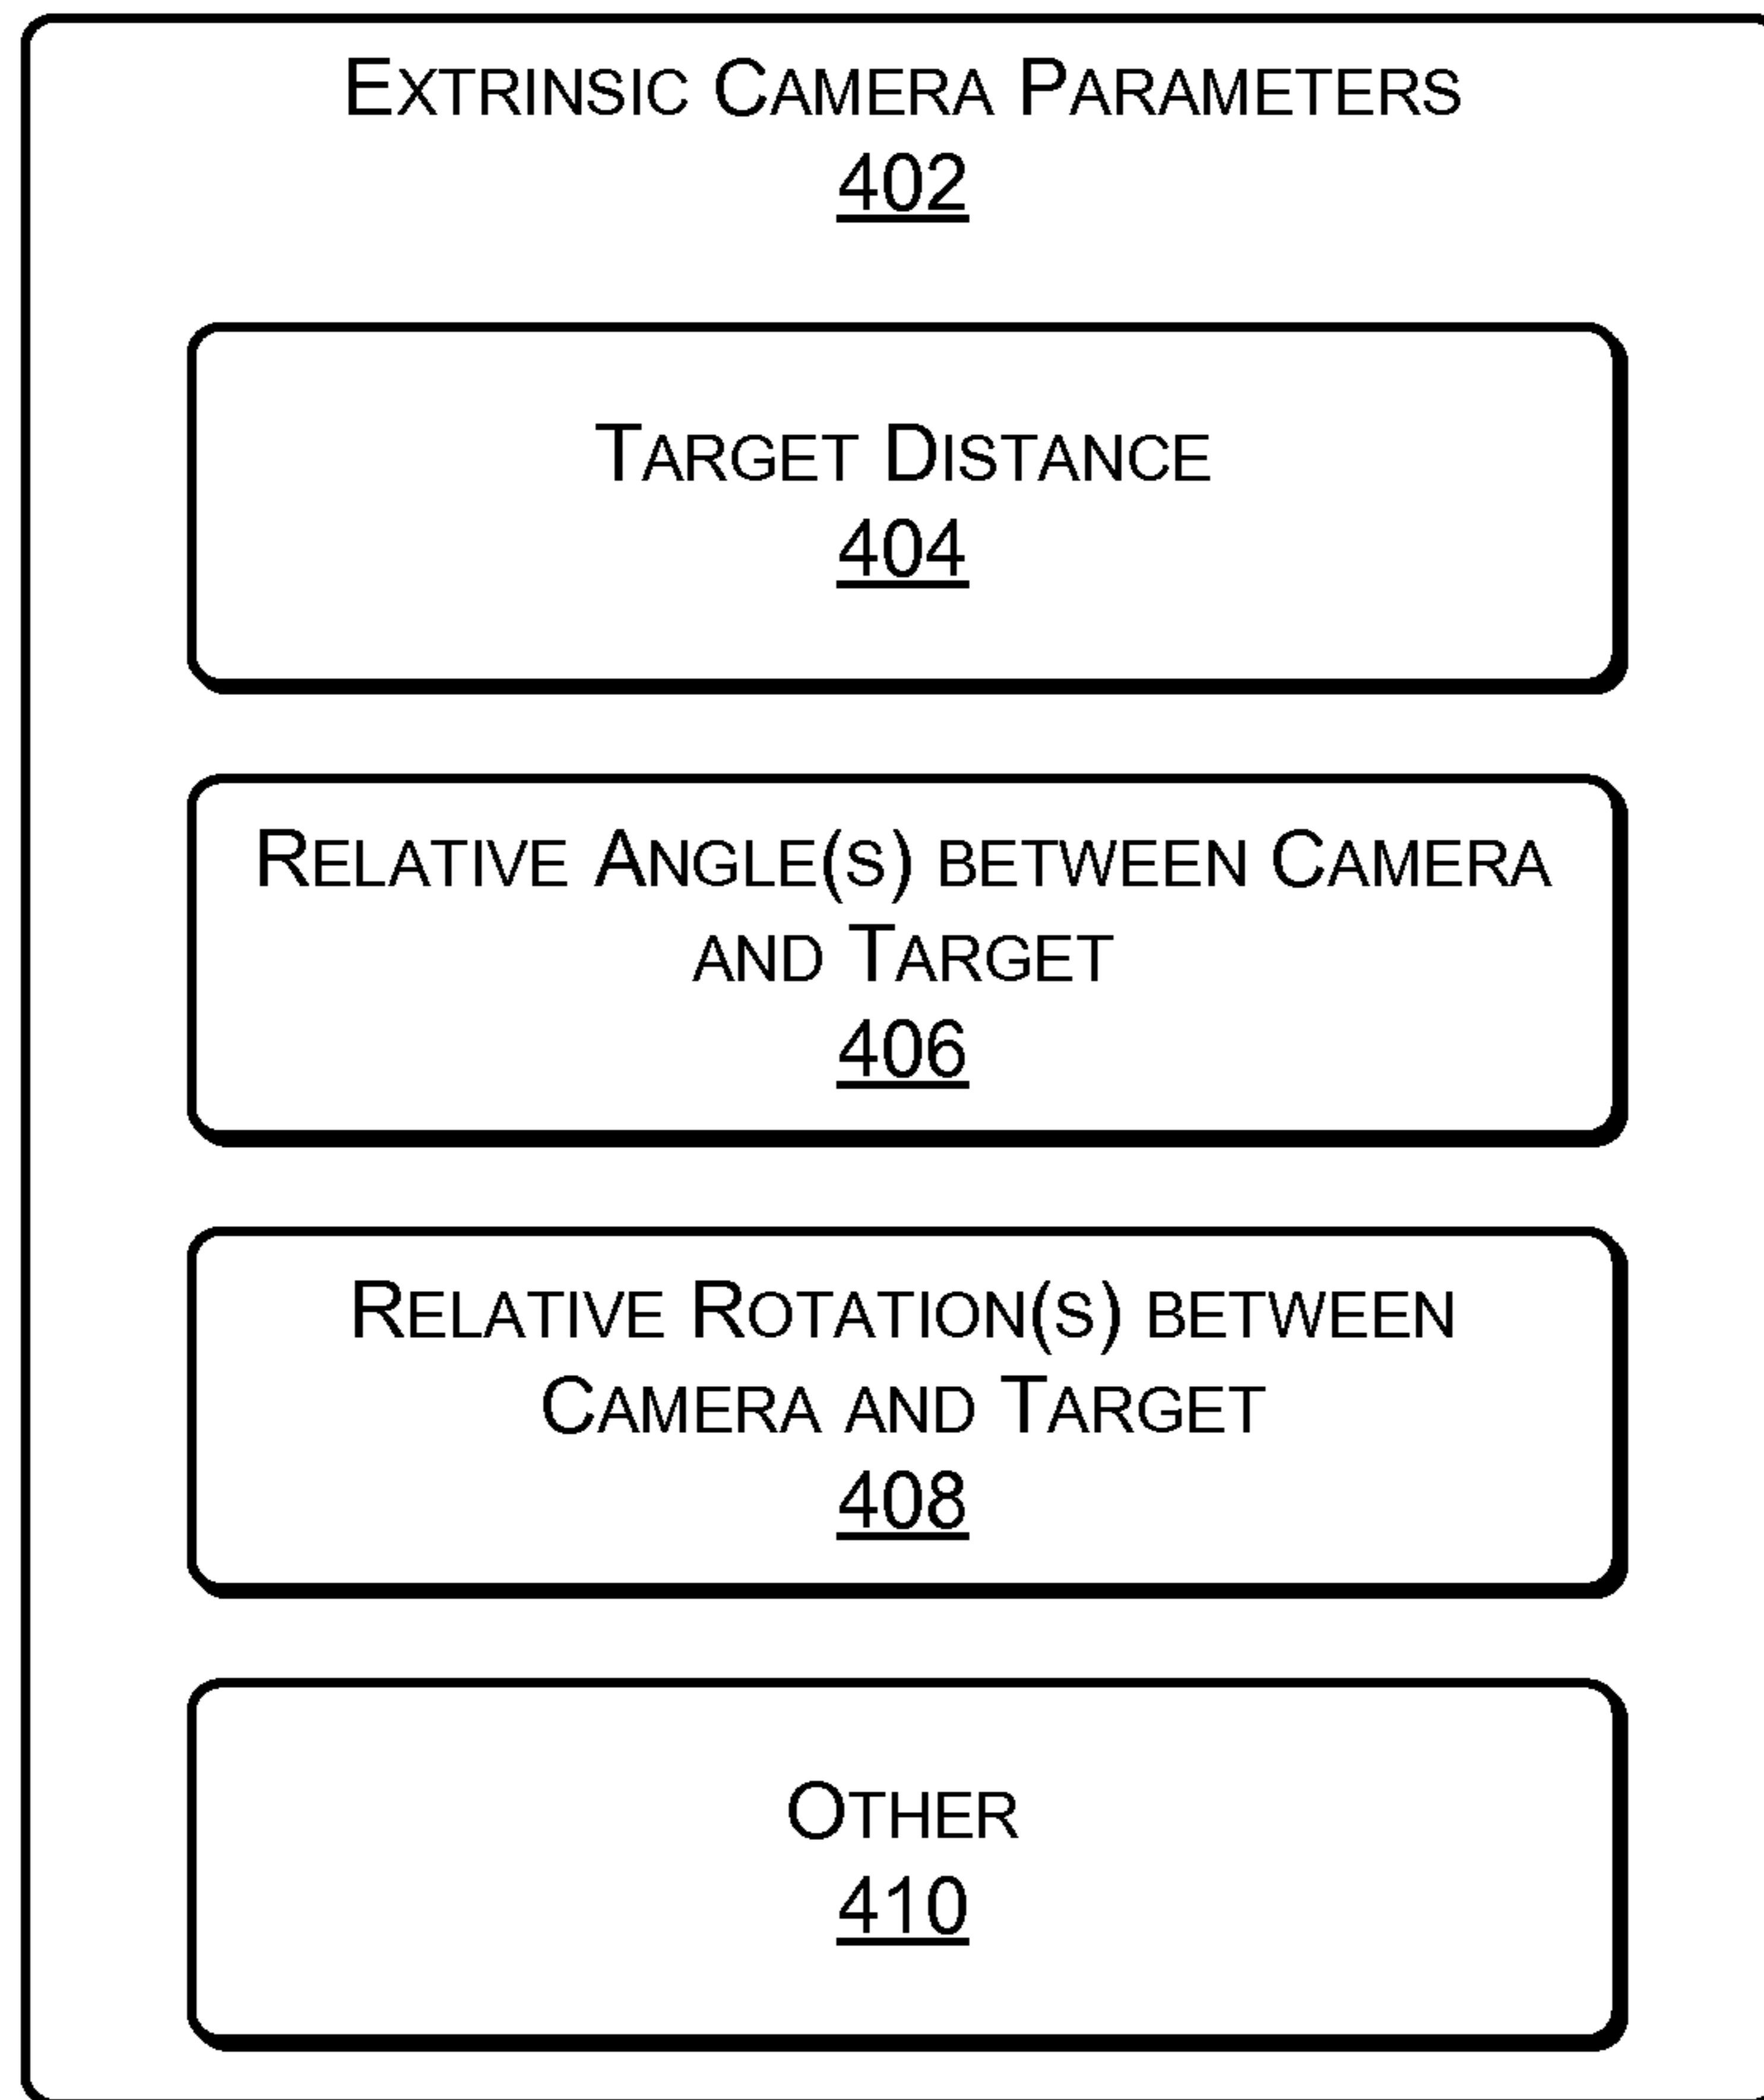 EXTRINSIC CAMERA PARAMETERS
402
TARGET DISTANCE
404
RELATIVE ANGLE(S) BETWEEN CAMERA
AND TARGET
406
RELATIVE ROTATION(S) BETWEEN
CAMERA AND TARGET
408
OTHER
410